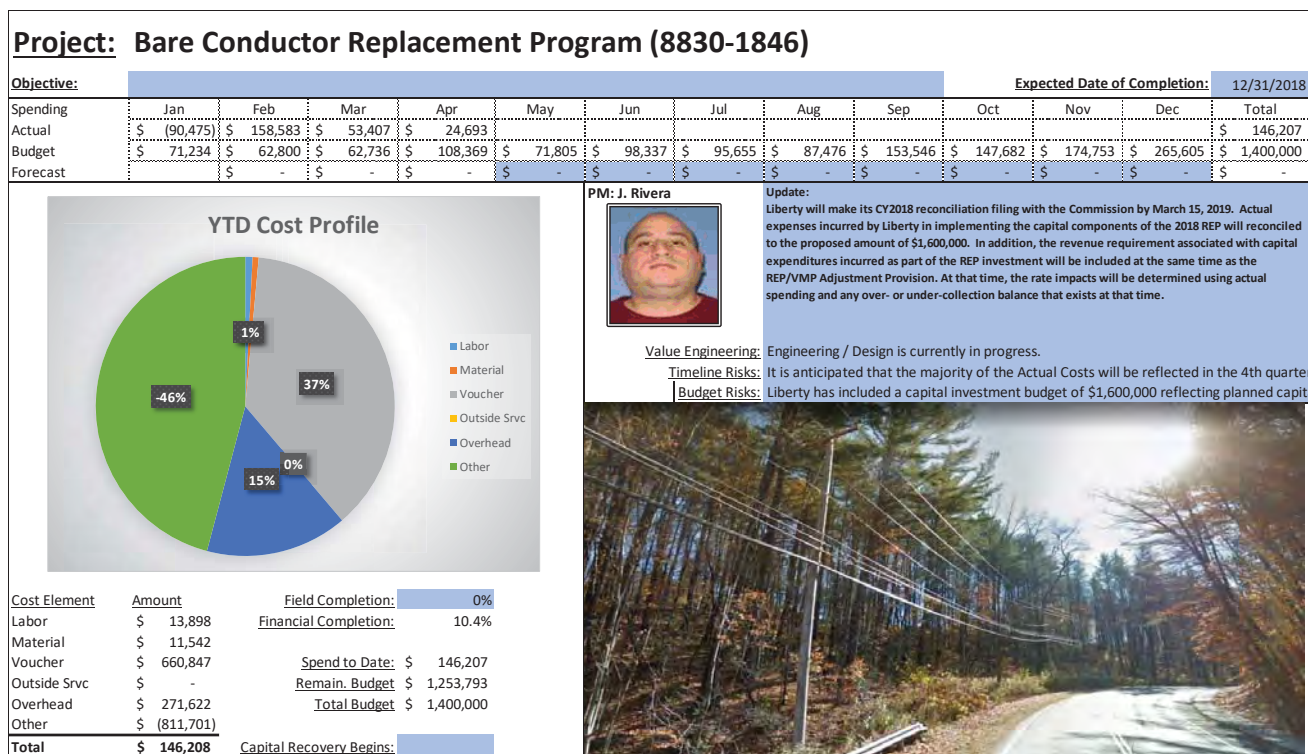 Project: Bare Conductor Replacement Program (8830-1846)
Objective: Expected Date of Completion: 12/31/2018
Spending Jan Feb Mar Apr May Jun Jul Aug Sep Oct Nov Dec Total
Actual $ (90,475) $ 158,583 $ 53,407 $ 24,693 $ 146,207
Budget $ 71,234 $ 62,800 $ 62,736 $ 108,369 $ 71,805 $ 98,337 $ 95,655 $ 87,476 $ 153,546 $ 147,682 $ 174,753 $ 265,605 $ 1,400,000
Forecast $ - $ - $ - $ - $ - $ - $ - $ - $ - $ - $ - $ -
YTD Cost Profile
1%
37%
-46%
0%
15%
Labor
Material
Voucher
Outside Srvc
Overhead
Other
PM: J. Rivera
Update:
Liberty will make its CY2018 reconciliation filing with the Commission by March 15, 2019. Actual
expenses incurred by Liberty in implementing the capital components of the 2018 REP will reconciled
to the proposed amount of $1,600,000. In addition, the revenue requirement associated with capital
expenditures incurred as part of the REP investment will be included at the same time as the
REP/VMP Adjustment Provision. At that time, the rate impacts will be determined using actual
spending and any over- or under-collection balance that exists at that time.
Value Engineering: Engineering / Design is currently in progress.
Timeline Risks: It is anticipated that the majority of the Actual Costs will be reflected in the 4th quarte
Budget Risks: Liberty has included a capital investment budget of $1,600,000 reflecting planned capit
Cost Element Amount Field Completion: 0%
Labor $ 13,898 Financial Completion: 10.4%
Material $ 11,542
Voucher $ 660,847 Spend to Date: $ 146,207
Outside Srvc $ - Remain. Budget $ 1,253,793
Overhead $ 271,622 Total Budget $ 1,400,000
Other $ (811,701)
Total $ 146,208 Capital Recovery Begins: